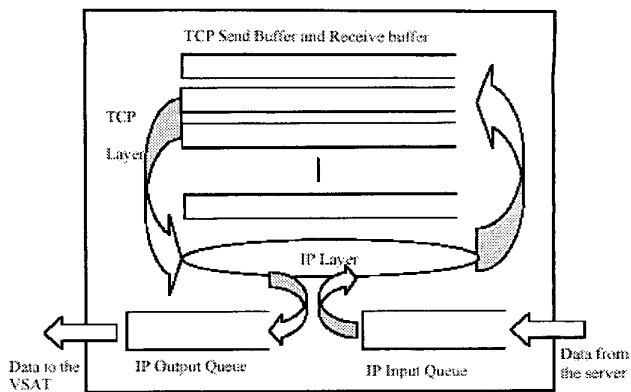 TCP Send Buffer and Receive buffer
TCP
Layer
IP Layer
Data to the
VSAT
IP Output Queue
IP Input Queue
Data from
the server